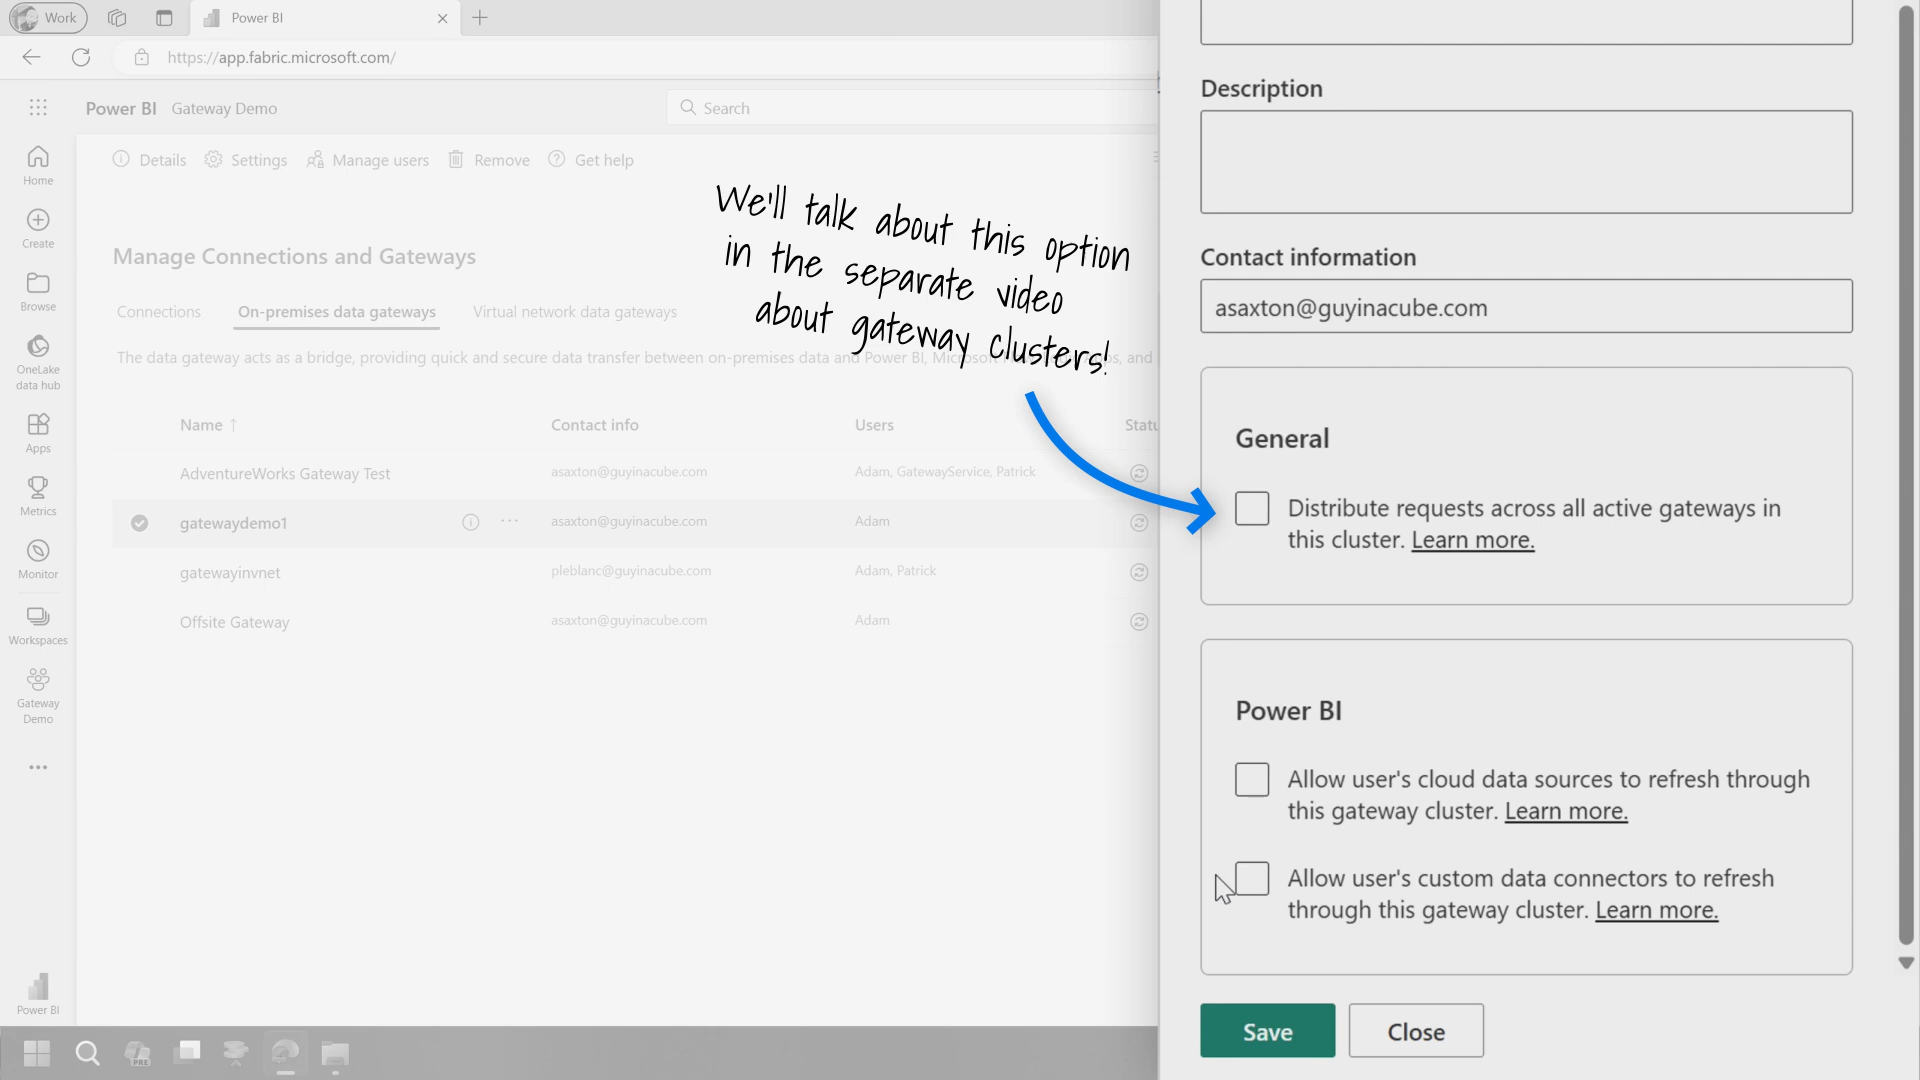 Work
Power BI
https://app.fabric.microsoft.com/
Power BI Gateway Demo
Search
Home
Create
Browse
OneLake
data hub
Apps
Metrics
Monitor
Workspaces
Gateway
Demo
Power BI
Details Settings Manage users Remove Get help
Manage Connections and Gateways
Connections On-premises data gateways Virtual network data gateways
The data gateway acts as a bridge, providing quick and secure data transfer between on-premises data and Power BI, and
Name ↑ Contact info Users
AdventureWorks Gateway Test asaxton@guyinacube.com Adam, GatewayService, Patrick
gatewaydemo1 asaxton@guyinacube.com Adam
gatewayinvnet pleblanc@guyinacube.com Adam, Patrick
Offsite Gateway asaxton@guyinacube.com Adam
We'll talk about this option
in the separate video
about gateway clusters!
Description
Contact information
asaxton@guyinacube.com
General
Distribute requests across all active gateways in
this cluster. Learn more.
Power BI
Allow user's cloud data sources to refresh through
this gateway cluster. Learn more.
Allow user's custom data connectors to refresh
through this gateway cluster. Learn more.
Save Close
PRE